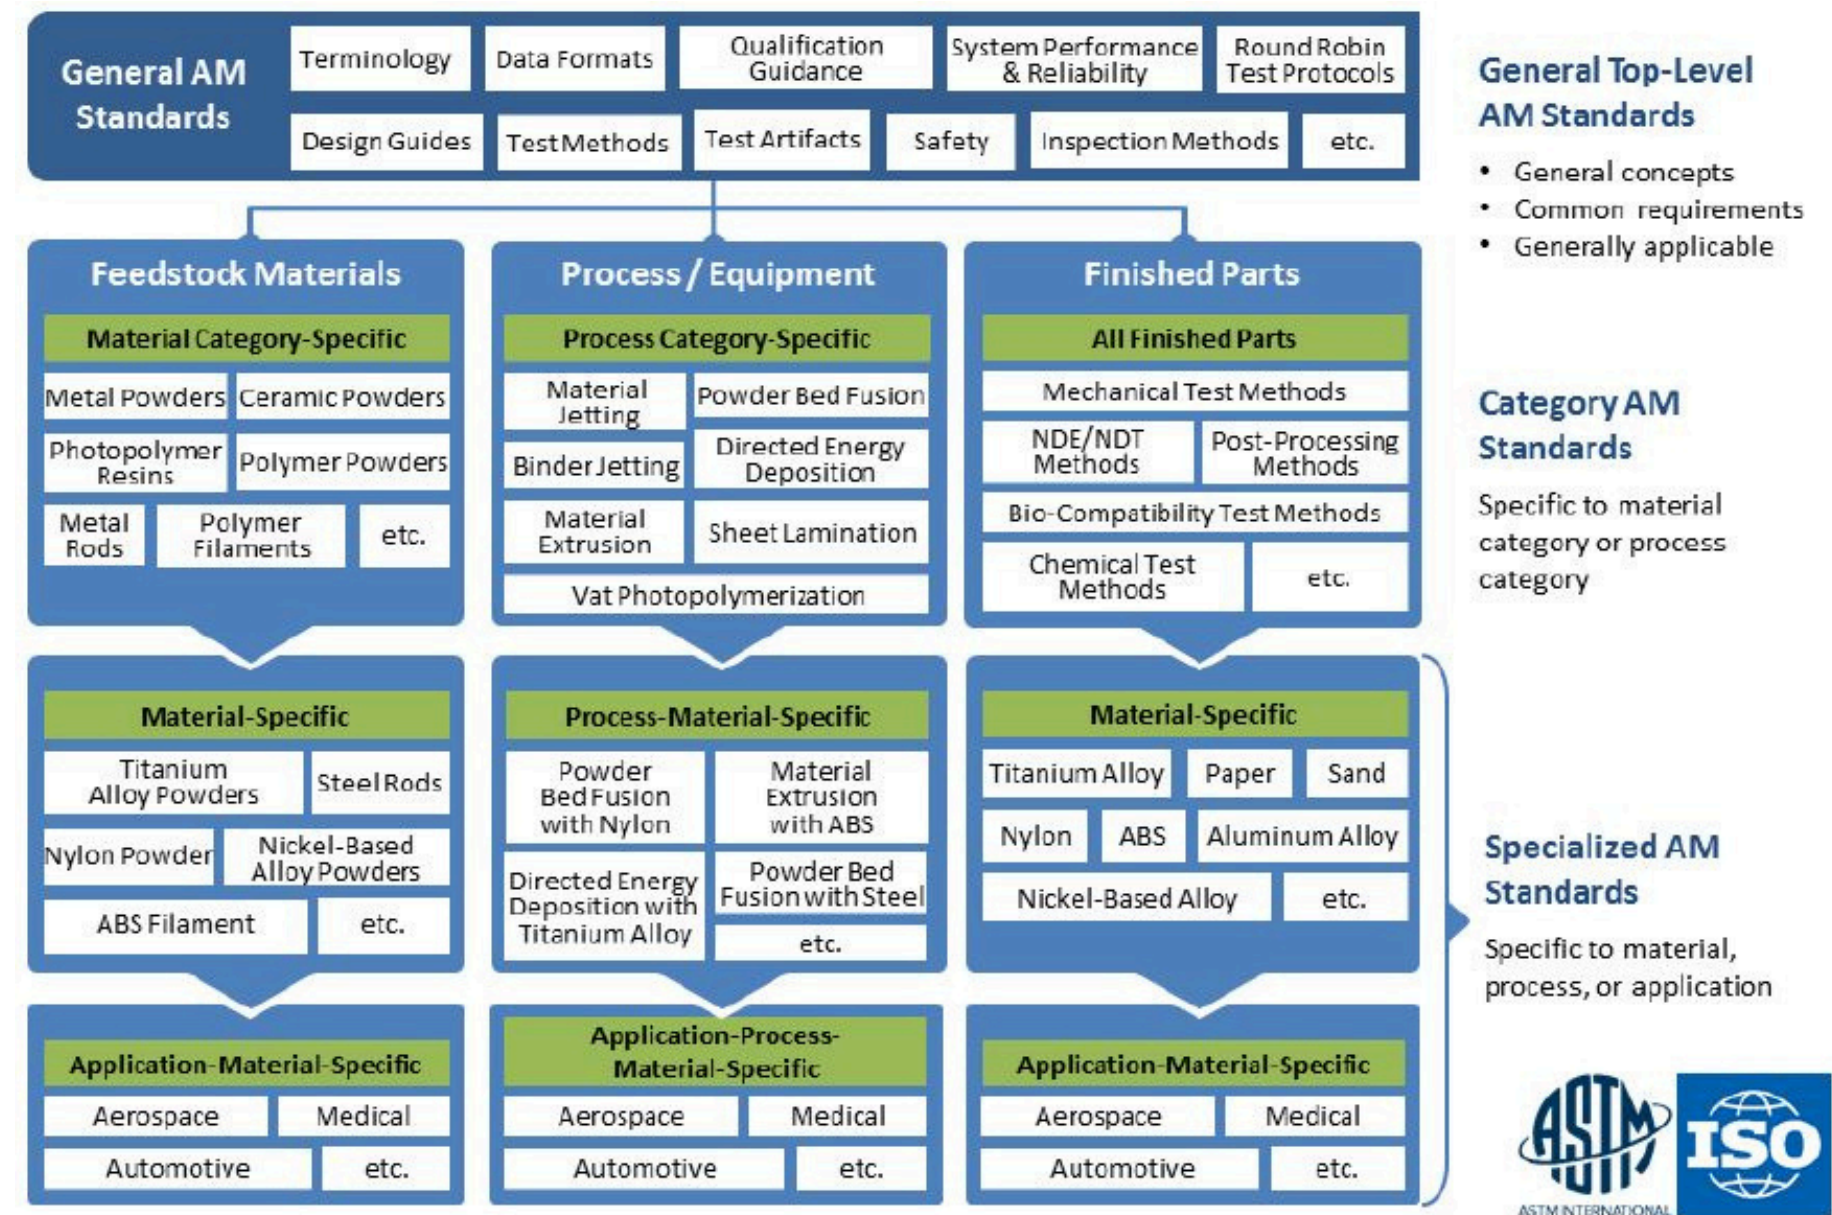 General AM
Standards
Terminology
Data Formats
Qualification
Guidance
System Performance
& Reliability
Round Robin
Test Protocols
Design Guides
Test Methods
Test Artifacts
Safety
Inspection Methods
etc.
General Top-Level
AM Standards
• General concepts
• Common requirements
• Generally applicable
Feedstock Materials
Material Category-Specific
Metal Powders
Ceramic Powders
Photopolymer
Resins
Polymer Powders
Metal
Rods
Polymer
Filaments
etc.
Process / Equipment
Process Category-Specific
Material
Jetting
Powder Bed Fusion
Binder Jetting
Directed Energy
Deposition
Material
Extrusion
Sheet Lamination
Vat Photopolymerization
Finished Parts
All Finished Parts
Mechanical Test Methods
NDE/NDT
Methods
Post-Processing
Methods
Bio-Compatibility Test Methods
Chemical Test
Methods
etc.
Category AM
Standards
Specific to material
category or process
category
Material-Specific
Titanium
Alloy Powders
Steel Rods
Nylon Powder
Nickel-Based
Alloy Powders
ABS Filament
etc.
Process-Material-Specific
Powder
Bed Fusion
with Nylon
Material
Extrusion
with ABS
Directed Energy
Deposition with
Titanium Alloy
Powder Bed
Fusion with Steel
etc.
Material-Specific
Titanium Alloy
Paper
Sand
Nylon
ABS
Aluminum Alloy
Nickel-Based Alloy
etc.
Specialized AM
Standards
Specific to material,
process, or application
Application-Material-Specific
Aerospace
Medical
Automotive
etc.
Application-Process-
Material-Specific
Aerospace
Medical
Automotive
etc.
Application-Material-Specific
Aerospace
Medical
Automotive
etc.
ASTM
ASTM INTERNATIONAL
ISO